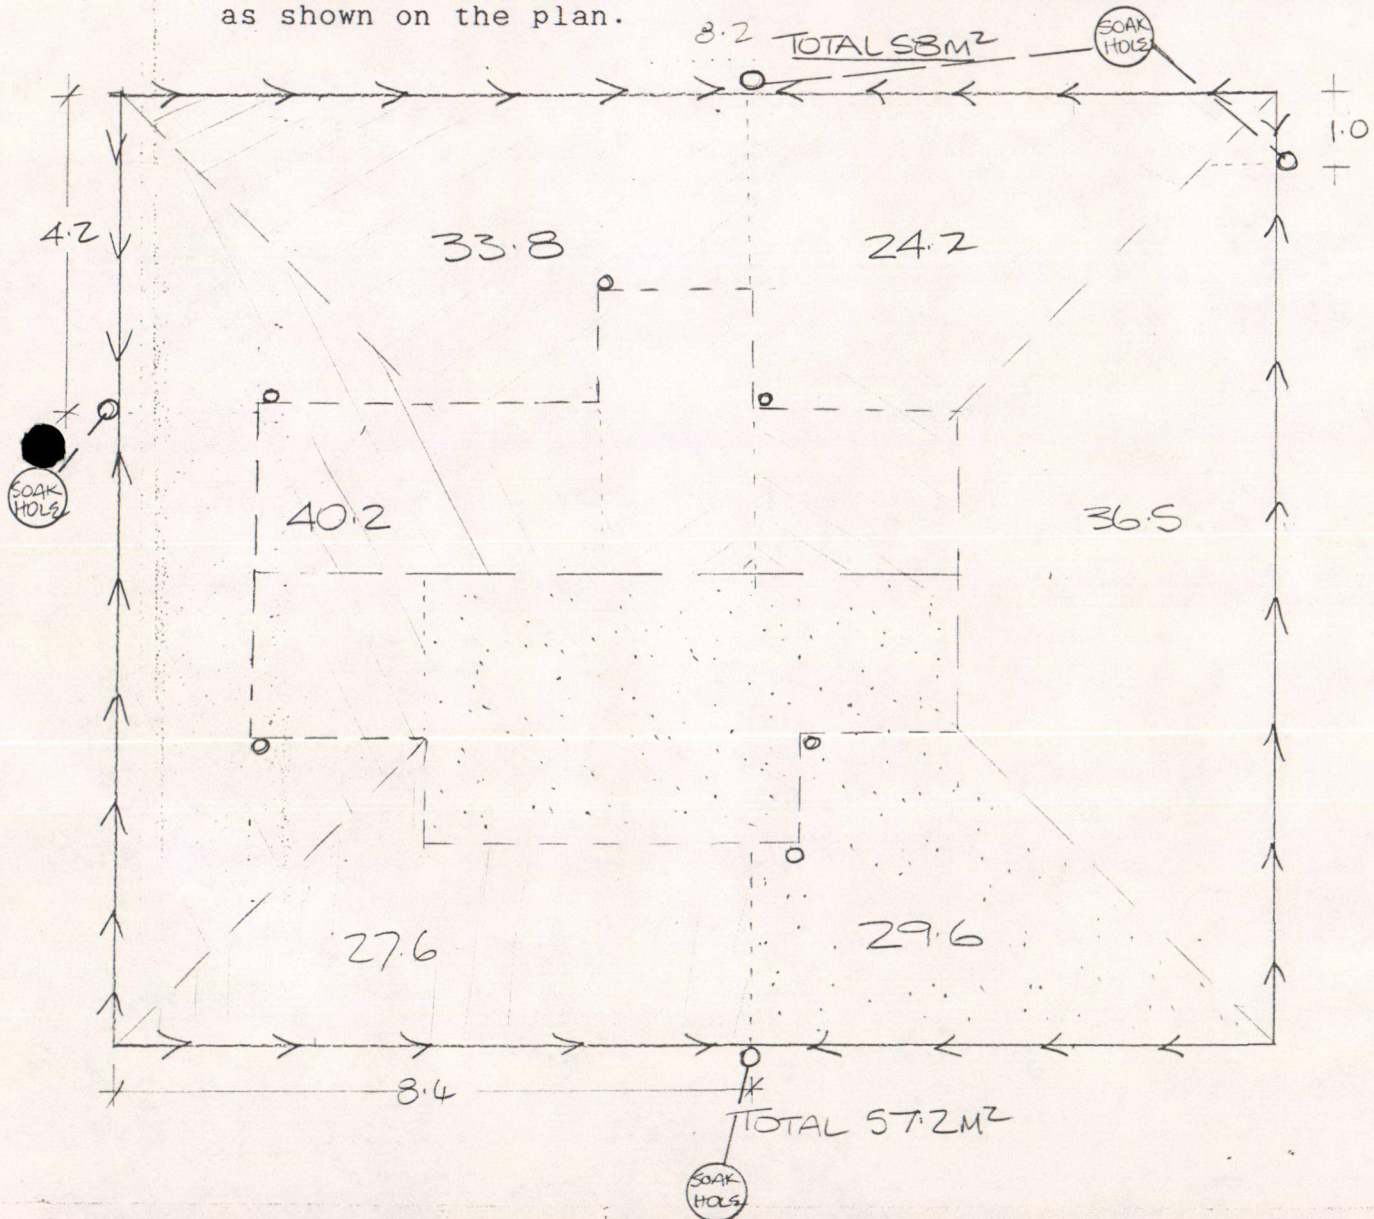 as shown on the plan.
8.2
TOTAL 58M²
SOAK
HOLE
1.0
4.2
33.8
24.2
SOAK
HOLE
40.2
36.5
27.6
29.6
8.4
TOTAL 57.2M²
SOAK
HOLE